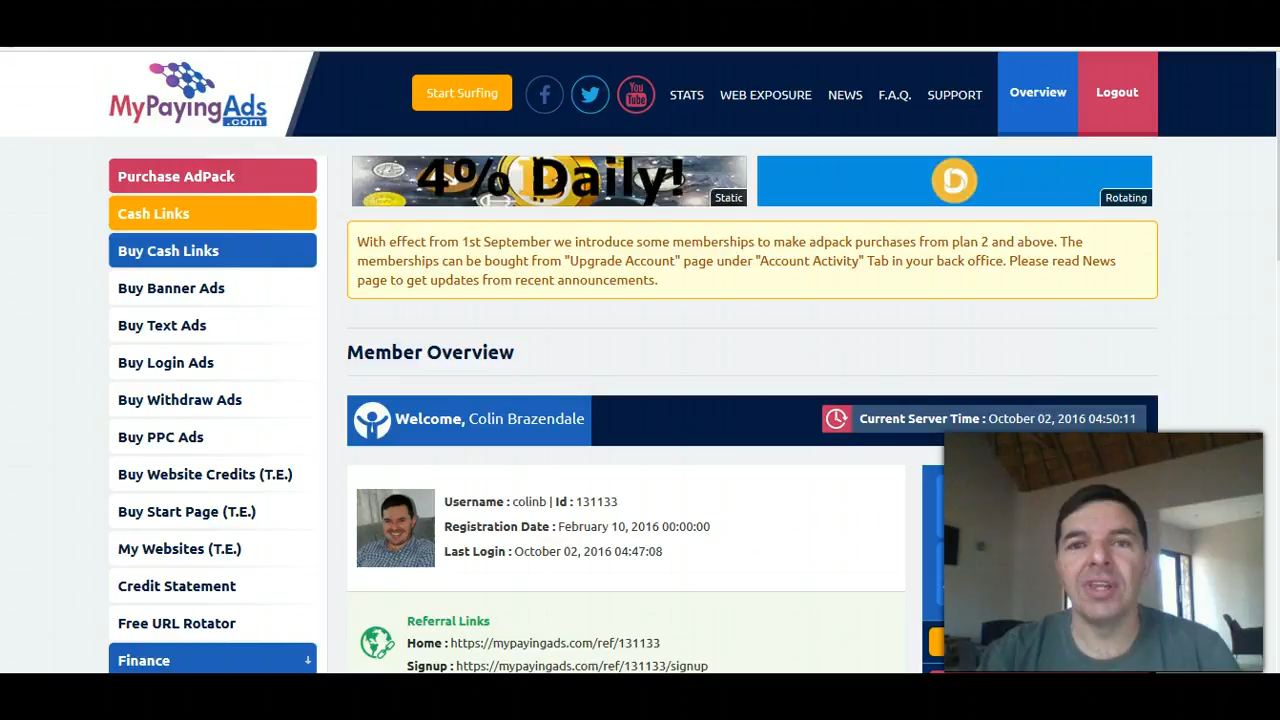 MyPayingAds
.com
Start Surfing
You
Tube
STATS
WEB EXPOSURE
NEWS
F.A.Q.
SUPPORT
Overview
Logout
Purchase AdPack
Cash Links
Buy Cash Links
Buy Banner Ads
Buy Text Ads
Buy Login Ads
Buy Withdraw Ads
Buy PPC Ads
Buy Website Credits (T.E.)
Buy Start Page (T.E.)
My Websites (T.E.)
Credit Statement
Free URL Rotator
Finance
4% Daily!
Static
Rotating
With effect from 1st September we introduce some memberships to make adpack purchases from plan 2 and above. The
memberships can be bought from "Upgrade Account" page under "Account Activity" Tab in your back office. Please read News
page to get updates from recent announcements.
Member Overview
Welcome, Colin Brazendale
Current Server Time : October 02, 2016 04:50:11
Username : colinb | Id : 131133
Registration Date : February 10, 2016 00:00:00
Last Login : October 02, 2016 04:47:08
Referral Links
Home : https://mypayingads.com/ref/131133
Signup : https://mypayingads.com/ref/131133/signup